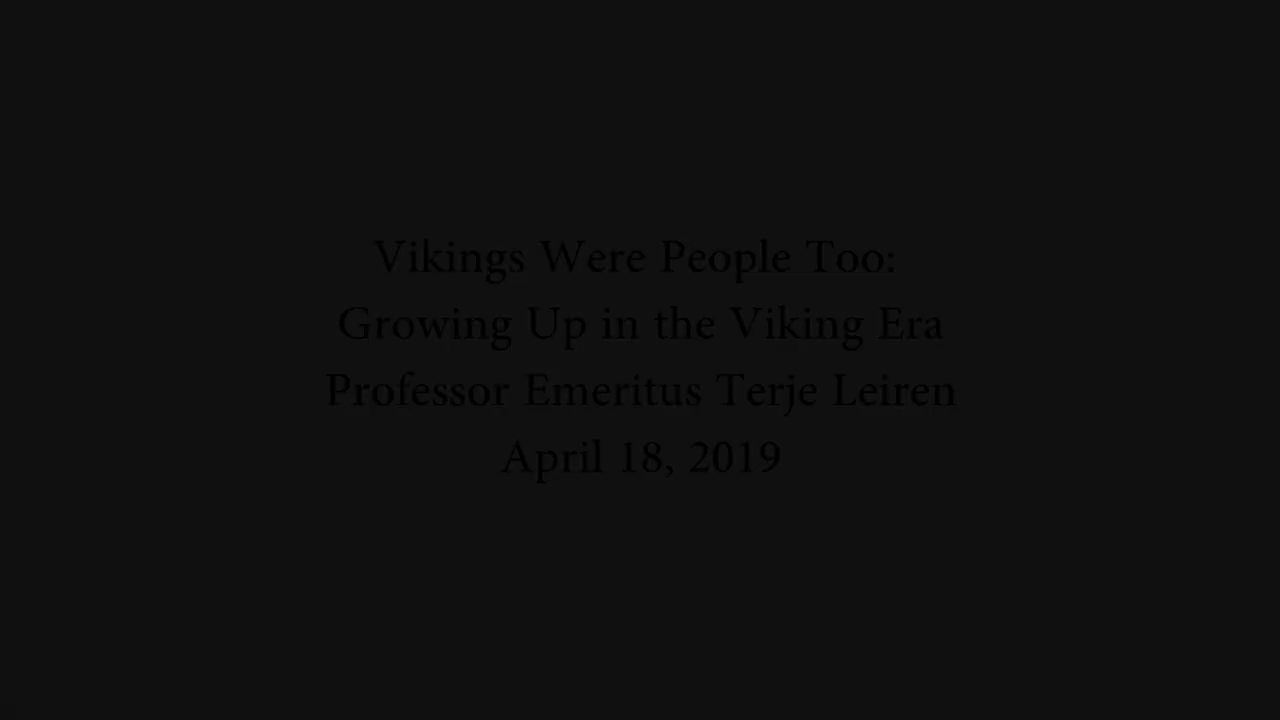 Vikings Were People Too:
Growing Up in the Viking Era
Professor Emeritus Terje Leiren
April 18, 2019